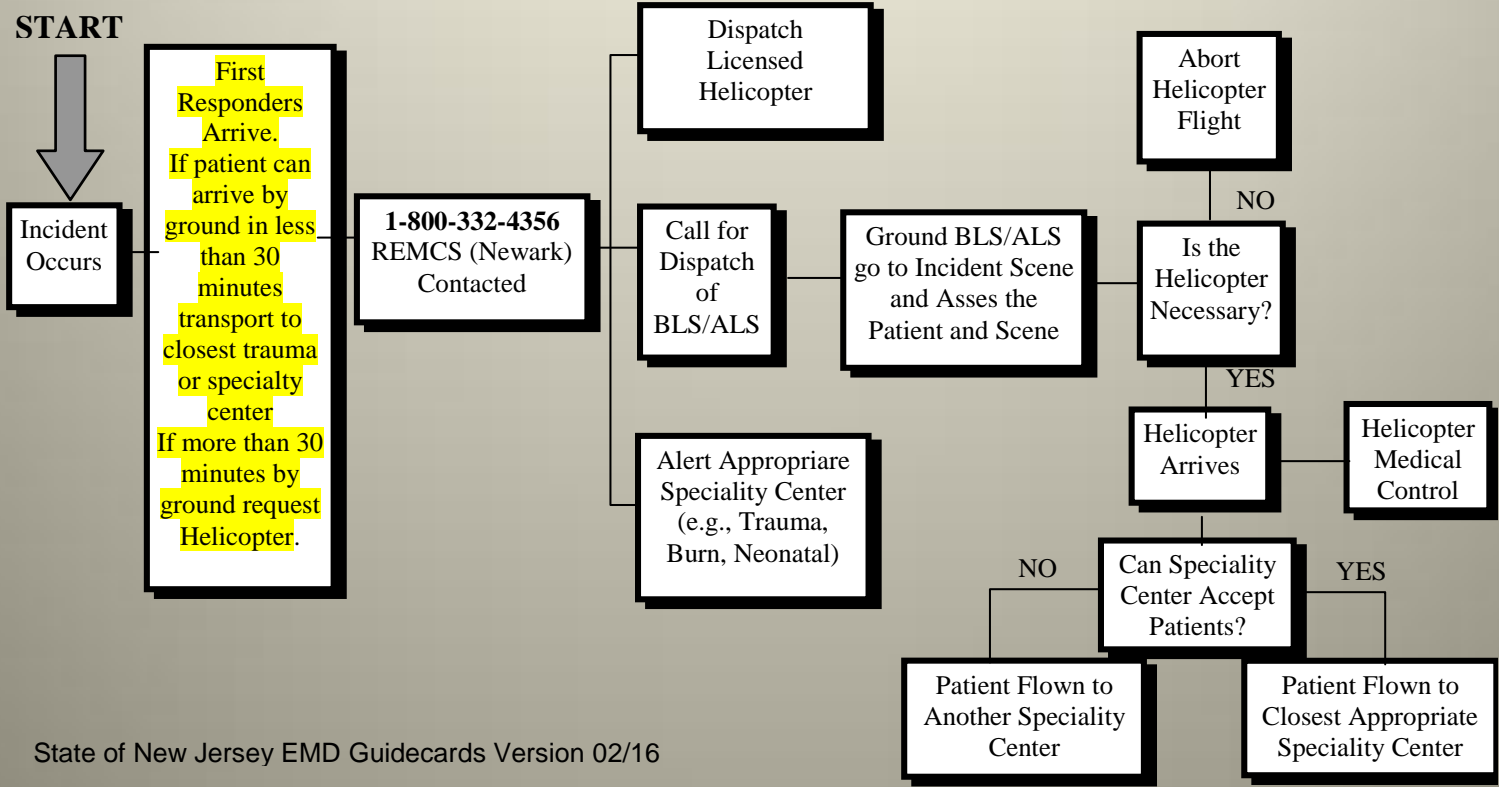 START
Incident
Occurs
First
Responders
Arrive.
If patient can
arrive by
ground in less
than 30
minutes
transport to
closest trauma
or specialty
center
If more than 30
minutes by
ground request
Helicopter.
1-800-332-4356
REMCS (Newark)
Contacted
Dispatch
Licensed
Helicopter
Call for
Dispatch
of
BLS/ALS
Alert Appropriare
Speciality Center
(e.g., Trauma,
Burn, Neonatal)
Ground BLS/ALS
go to Incident Scene
and Asses the
Patient and Scene
Abort
Helicopter
Flight
NO
Is the
Helicopter
Necessary?
YES
Helicopter
Arrives
Helicopter
Medical
Control
Can Speciality
Center Accept
Patients?
NO
YES
Patient Flown to
Another Speciality
Center
Patient Flown to
Closest Appropriate
Speciality Center
State of New Jersey EMD Guidecards Version 02/16